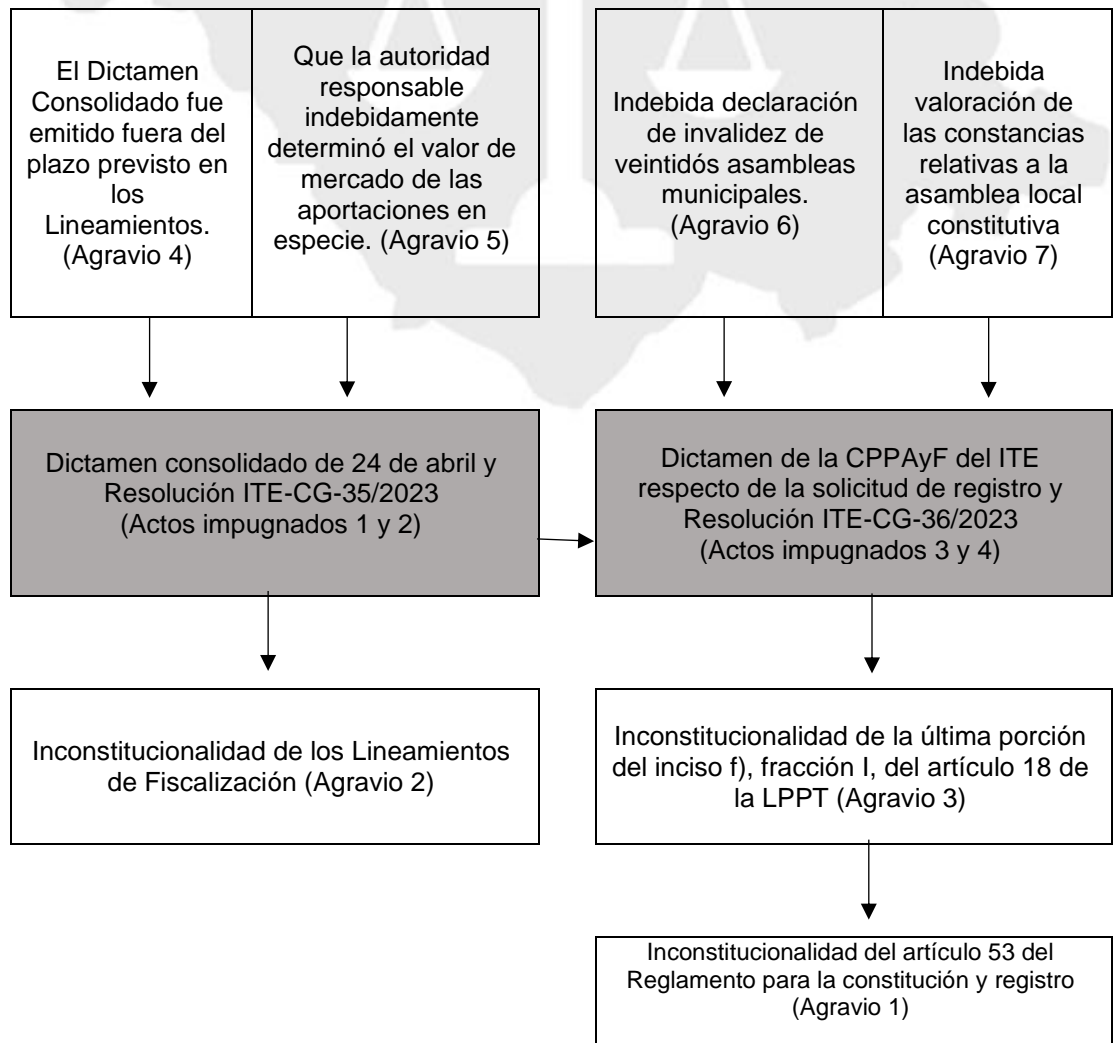 El Dictamen
Consolidado fue
emitido fuera del
plazo previsto en
los
Lineamientos.
(Agravio 4)
Que la autoridad
responsable
indebidamente
determinó el valor de
mercado de las
aportaciones en
especie. (Agravio 5)
Indebida declaración
de invalidez de
veintidós asambleas
municipales.
(Agravio 6)
Indebida
valoración de
las constancias
relativas a la
asamblea local
constitutiva
(Agravio 7)
Dictamen consolidado de 24 de abril y
Resolución ITE-CG-35/2023
(Actos impugnados 1 y 2)
Dictamen de la CPPAyF del ITE
respecto de la solicitud de registro y
Resolución ITE-CG-36/2023
(Actos impugnados 3 y 4)
Inconstitucionalidad de los Lineamientos
de Fiscalización (Agravio 2)
Inconstitucionalidad de la última porción
del inciso f), fracción I, del artículo 18 de
la LPPT (Agravio 3)
Inconstitucionalidad del artículo 53 del
Reglamento para la constitución y registro
(Agravio 1)